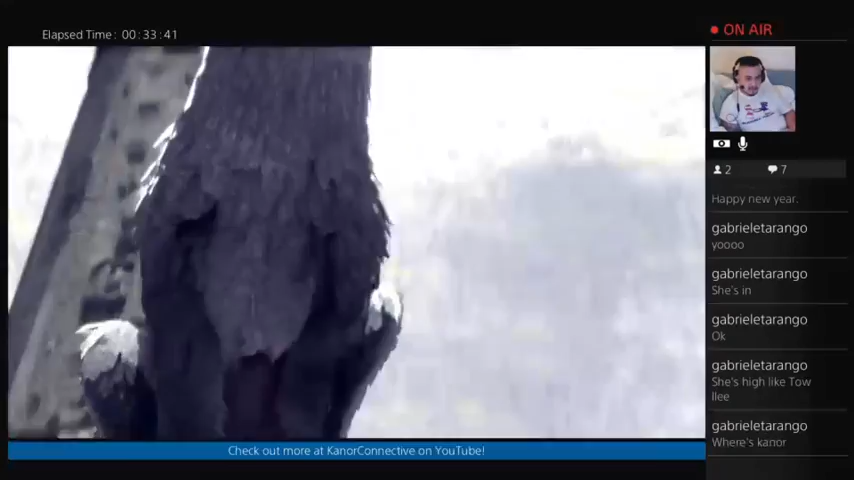 Elapsed Time: 00:33:41
ON AIR
2
7
Happy new year.
gabrieletarango
yoooo
gabrieletarango
She's in
gabrieletarango
Ok
gabrieletarango
She's high like Tow
llee
gabrieletarango
Where's kanor
Check out more at KanorConnective on YouTube!